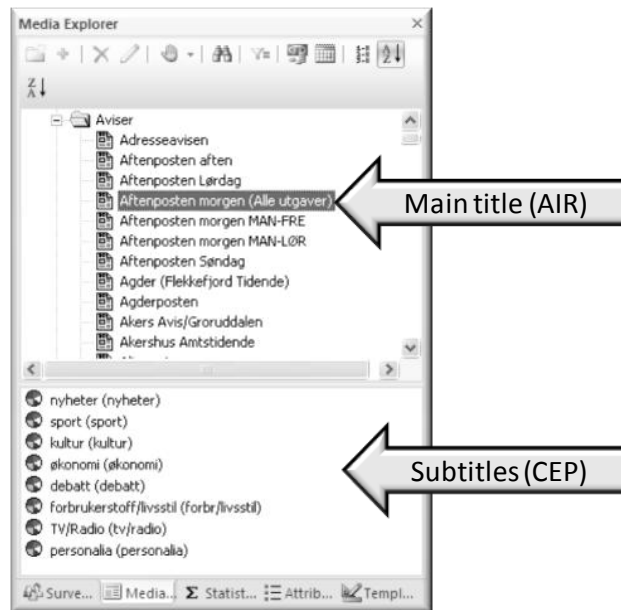 Media Explorer
Aviser
Adresseavisen
Aftenposten aften
Aftenposten Lørdag
Aftenposten morgen (Alle utgaver)
Main title (AIR)
Aftenposten morgen MAN-FRE
Aftenposten morgen MAN-LØR
Aftenposten Søndag
Agder (Flekkefjord Tidende)
Agderposten
Akers Avis/Groruddalen
Akershus Amtstidende
nyheter (nyheter)
sport (sport)
kultur (kultur)
økonomi (økonomi)
Subtitles (CEP)
debatt (debatt)
forbrukerstoff/livsstil (forbr/livsstil)
TV/Radio (tv/radio)
personalia (personalia)
Surve... Media... Σ Statist... Attrib... Templ...